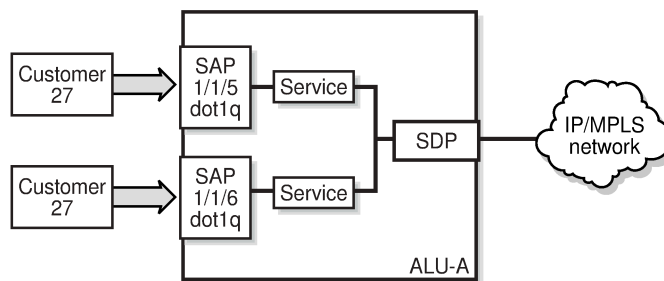 Customer
27
SAP
1/1/5
dot1q
Service
SDP
IP/MPLS
network
Customer
27
SAP
1/1/6
dot1q
Service
ALU-A